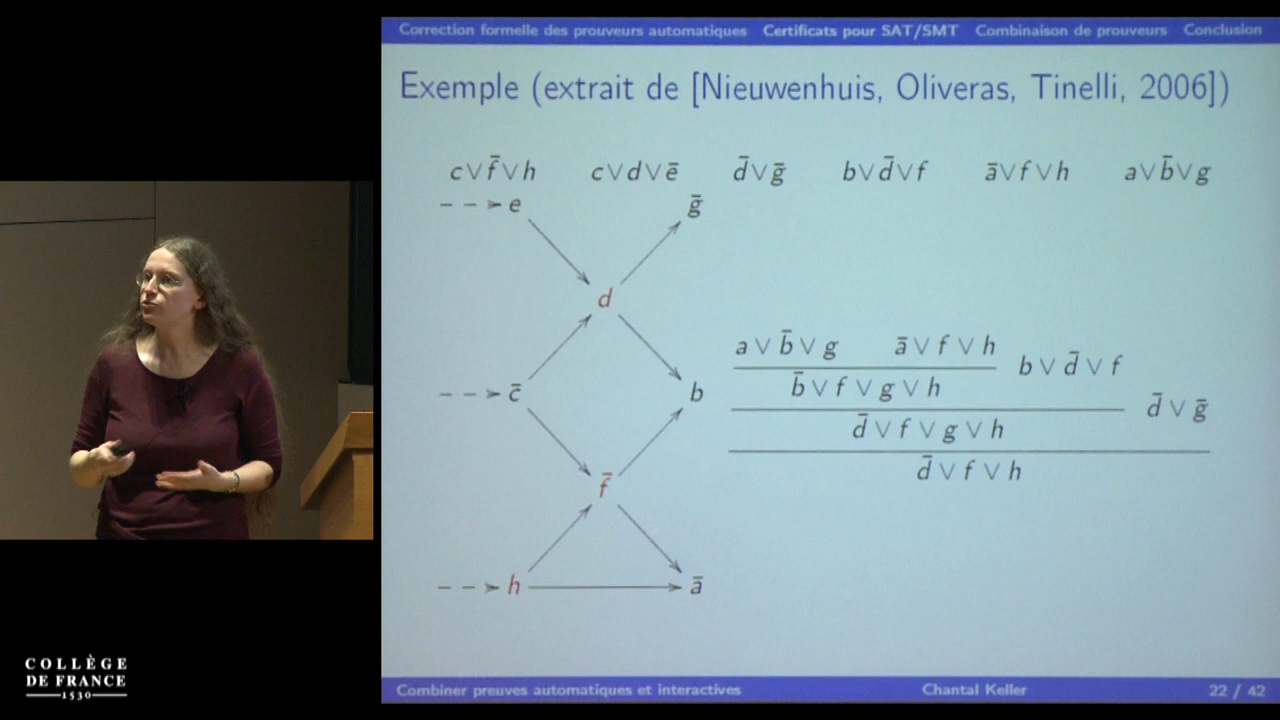 Correction formelle des prouveurs automatiques Certificats pour SAT/SMT Combinaison de prouveurs Conclusion
Exemple (extrait de [Nieuwenhuis, Oliveras, Tinelli, 2006])
c ∨ f̄ ∨ h c ∨ d ∨ ē d̄ ∨ ḡ b ∨ d̄ ∨ f ā ∨ f ∨ h a ∨ b̄ ∨ g
e ḡ
d
a ∨ b̄ ∨ g ā ∨ f ∨ h b ∨ d̄ ∨ f
c̄ b b̄ ∨ f ∨ g ∨ h d̄ ∨ ḡ
d̄ ∨ f ∨ g ∨ h
f̄ d̄ ∨ f ∨ h
h ā
COLLÈGE
DE FRANCE
1530
Combiner preuves automatiques et interactives Chantal Keller 22 / 42